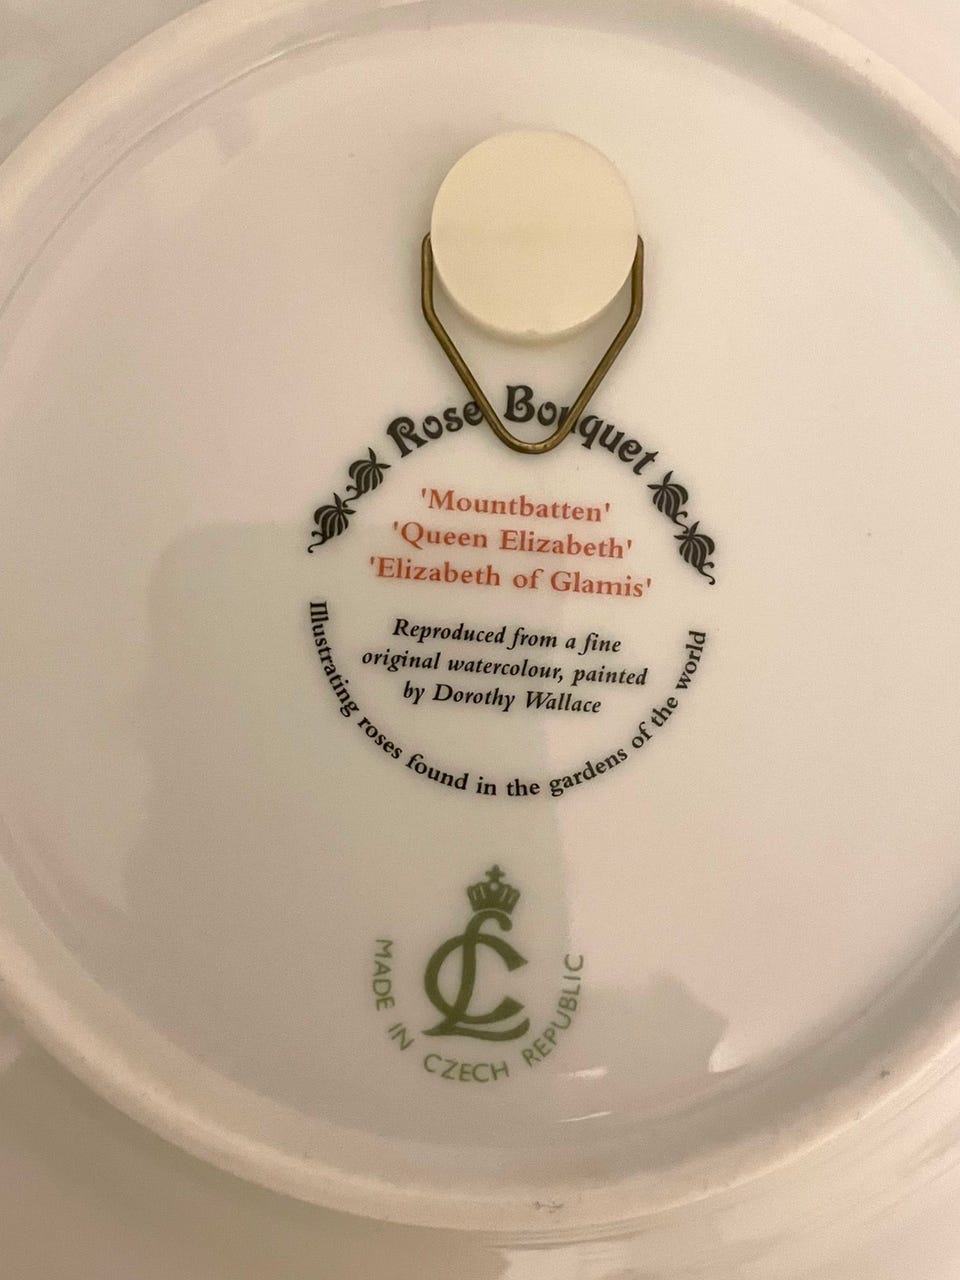 Rose Bouquet
'Mountbatten'
'Queen Elizabeth'
'Elizabeth of Glamis'
Reproduced from a fine
original watercolour, painted
by Dorothy Wallace
Illustrating roses found in the gardens of the world
CL
MADE IN CZECH REPUBLIC